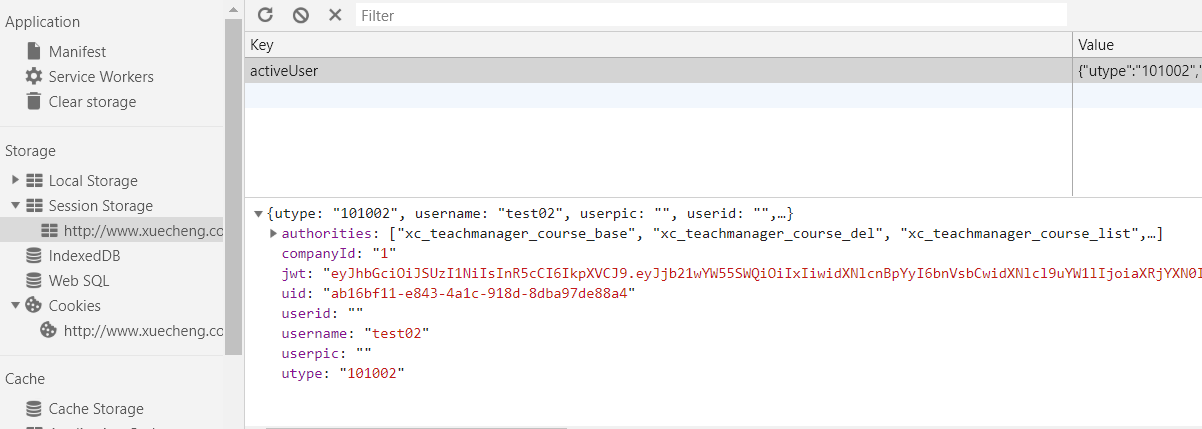 Application
Manifest
Service Workers
Clear storage
Storage
Local Storage
Session Storage
http://www.xuecheng.co
IndexedDB
Web SQL
Cookies
http://www.xuecheng.co
Cache
Cache Storage
Filter
Key Value
activeUser {"utype":"101002","
{utype: "101002", username: "test02", userpic: "", userid: "",…}
authorities: ["xc_teachmanager_course_base", "xc_teachmanager_course_del", "xc_teachmanager_course_list",…]
companyId: "1"
jwt: "eyJhbGciOiJSUzI1NiIsInR5cCI6IkpXVCJ9.eyJjb21wYW55SWQiOiIxIiwidXNlcnBpYyI6bnVsbCwidXNlcl9uYW1lIjoiaXRjYXN0I
uid: "ab16bf11-e843-4a1c-918d-8dba97de88a4"
userid: ""
username: "test02"
userpic: ""
utype: "101002"